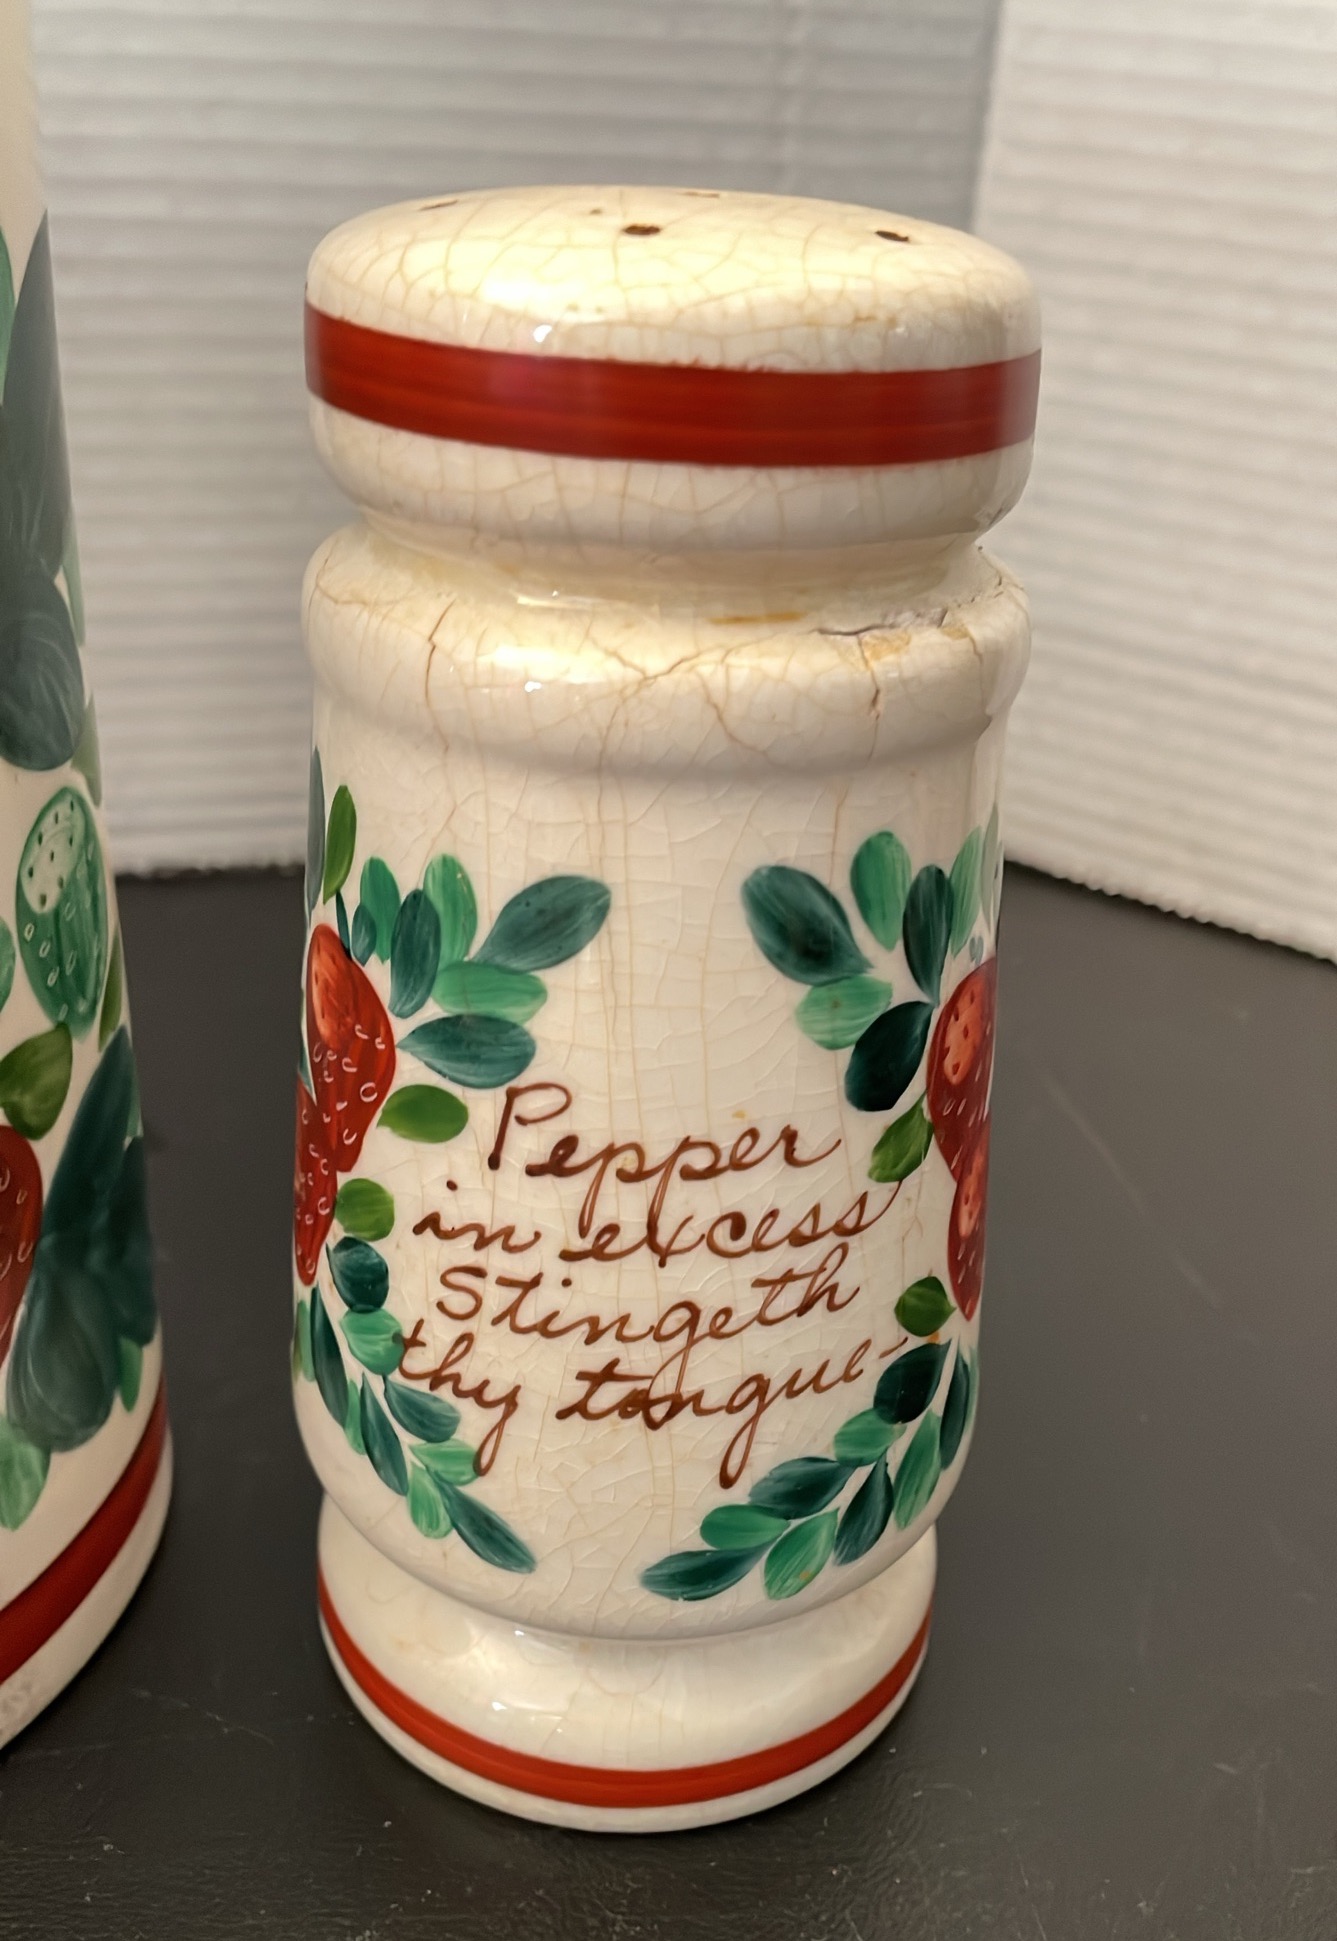 Pepper
in excess
Stingeth
thy tongue-